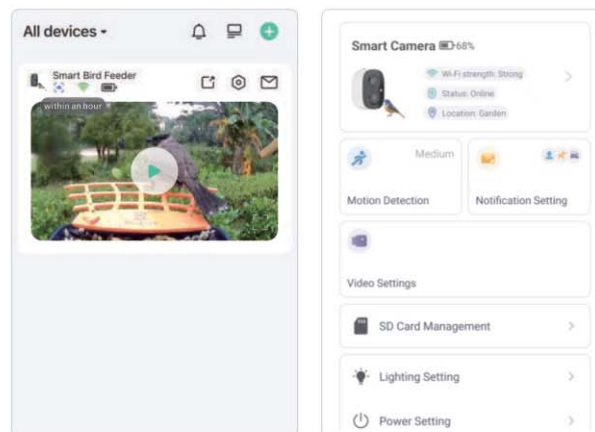 All devices
Smart Bird Feeder
within an hour
Smart Camera 68%
Wi-Fi strength: Strong
Status: Online
Location: Garden
Medium
Motion Detection
Notification Setting
Video Settings
SD Card Management
Lighting Setting
Power Setting